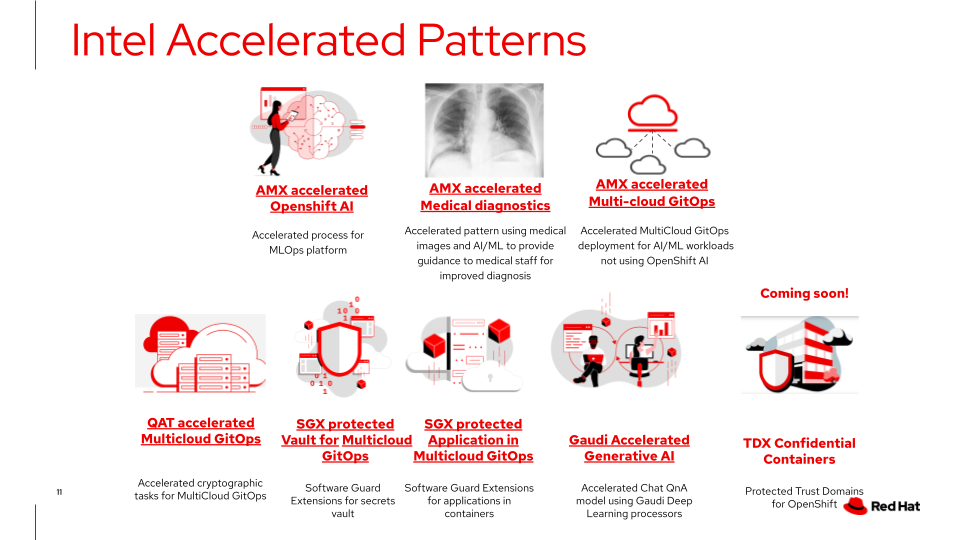 Intel Accelerated Patterns
AMX accelerated
Openshift AI
Accelerated process for
MLOps platform
AMX accelerated
Medical diagnostics
Accelerated pattern using medical
images and AI/ML to provide
guidance to medical staff for
improved diagnosis
AMX accelerated
Multi-cloud GitOps
Accelerated MultiCloud GitOps
deployment for AI/ML workloads
not using OpenShift AI
QAT accelerated
Multicloud GitOps
Accelerated cryptographic
tasks for MultiCloud GitOps
SGX protected
Vault for Multicloud
GitOps
Software Guard
Extensions for secrets
vault
SGX protected
Application in
Multicloud GitOps
Software Guard Extensions
for applications in
containers
Gaudi Accelerated
Generative AI
Accelerated Chat QnA
model using Gaudi Deep
Learning processors
Coming soon!
TDX Confidential
Containers
Protected Trust Domains
for OpenShift
11
Red Hat